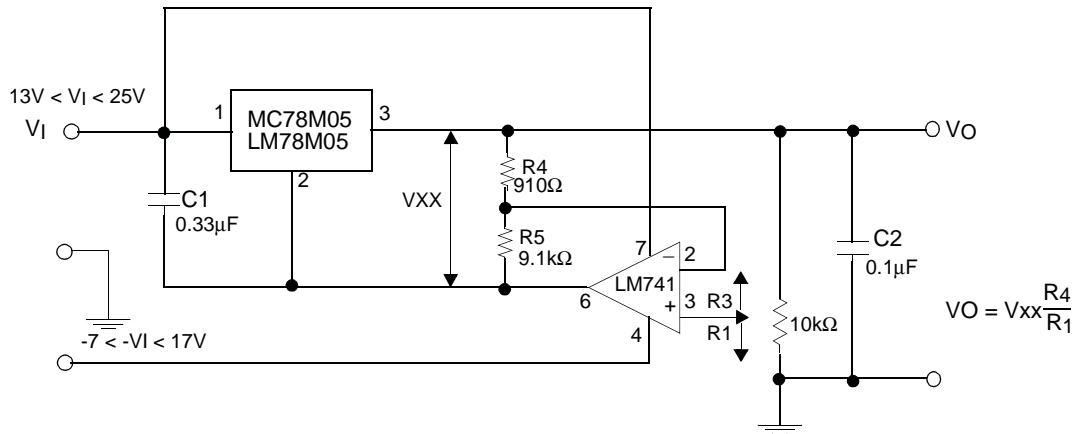 13V < VI < 25V
VI
1
MC78M05
LM78M05
3
2
C1
0.33μF
VXX
R4
910Ω
R5
9.1kΩ
7
–
2
LM741
6
+
3
4
R3
R1
10kΩ
C2
0.1μF
VO
VO = Vxx R4/R1
-7 < -VI < 17V